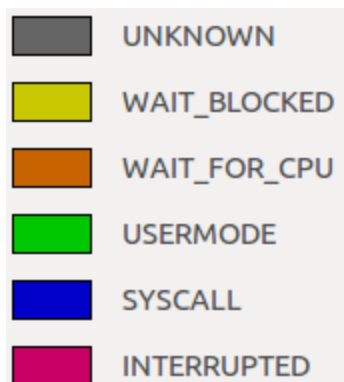 UNKNOWN
WAIT_BLOCKED
WAIT_FOR_CPU
USERMODE
SYSCALL
INTERRUPTED